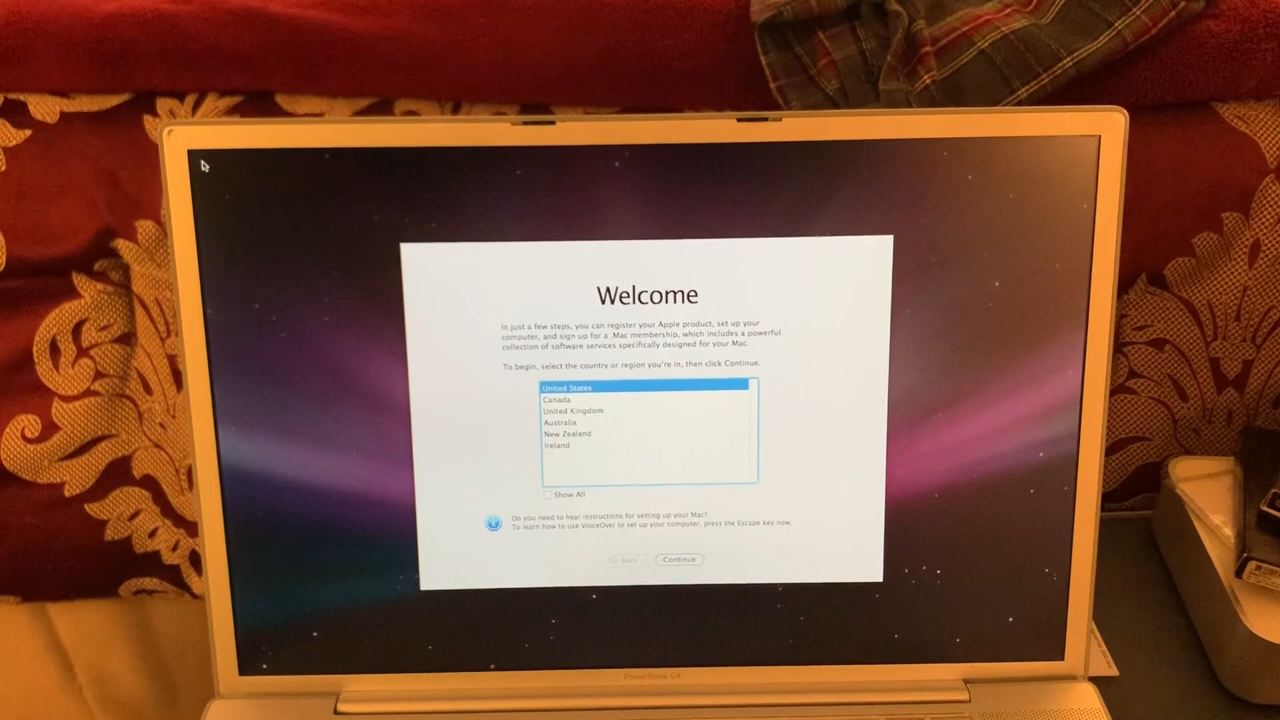 Welcome
In just a few steps, you can register your Apple product, set up your
computer, and sign up for a .Mac membership, which includes a powerful
collection of software services specifically designed for your Mac.
To begin, select the country or region you're in, then click Continue.
United States
Canada
United Kingdom
Australia
New Zealand
Ireland
Show All
Do you need to hear instructions for setting up your Mac?
To learn how to use VoiceOver to set up your computer, press the Escape key now.
Go Back
Continue
PowerBook G4